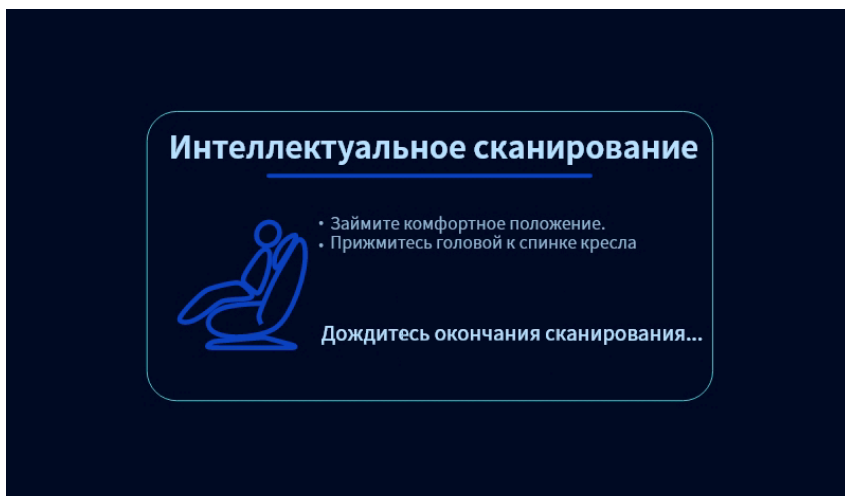 Интеллектуальное сканирование
• Займите комфортное положение.
• Прижмитесь головой к спинке кресла
Дождитесь окончания сканирования...